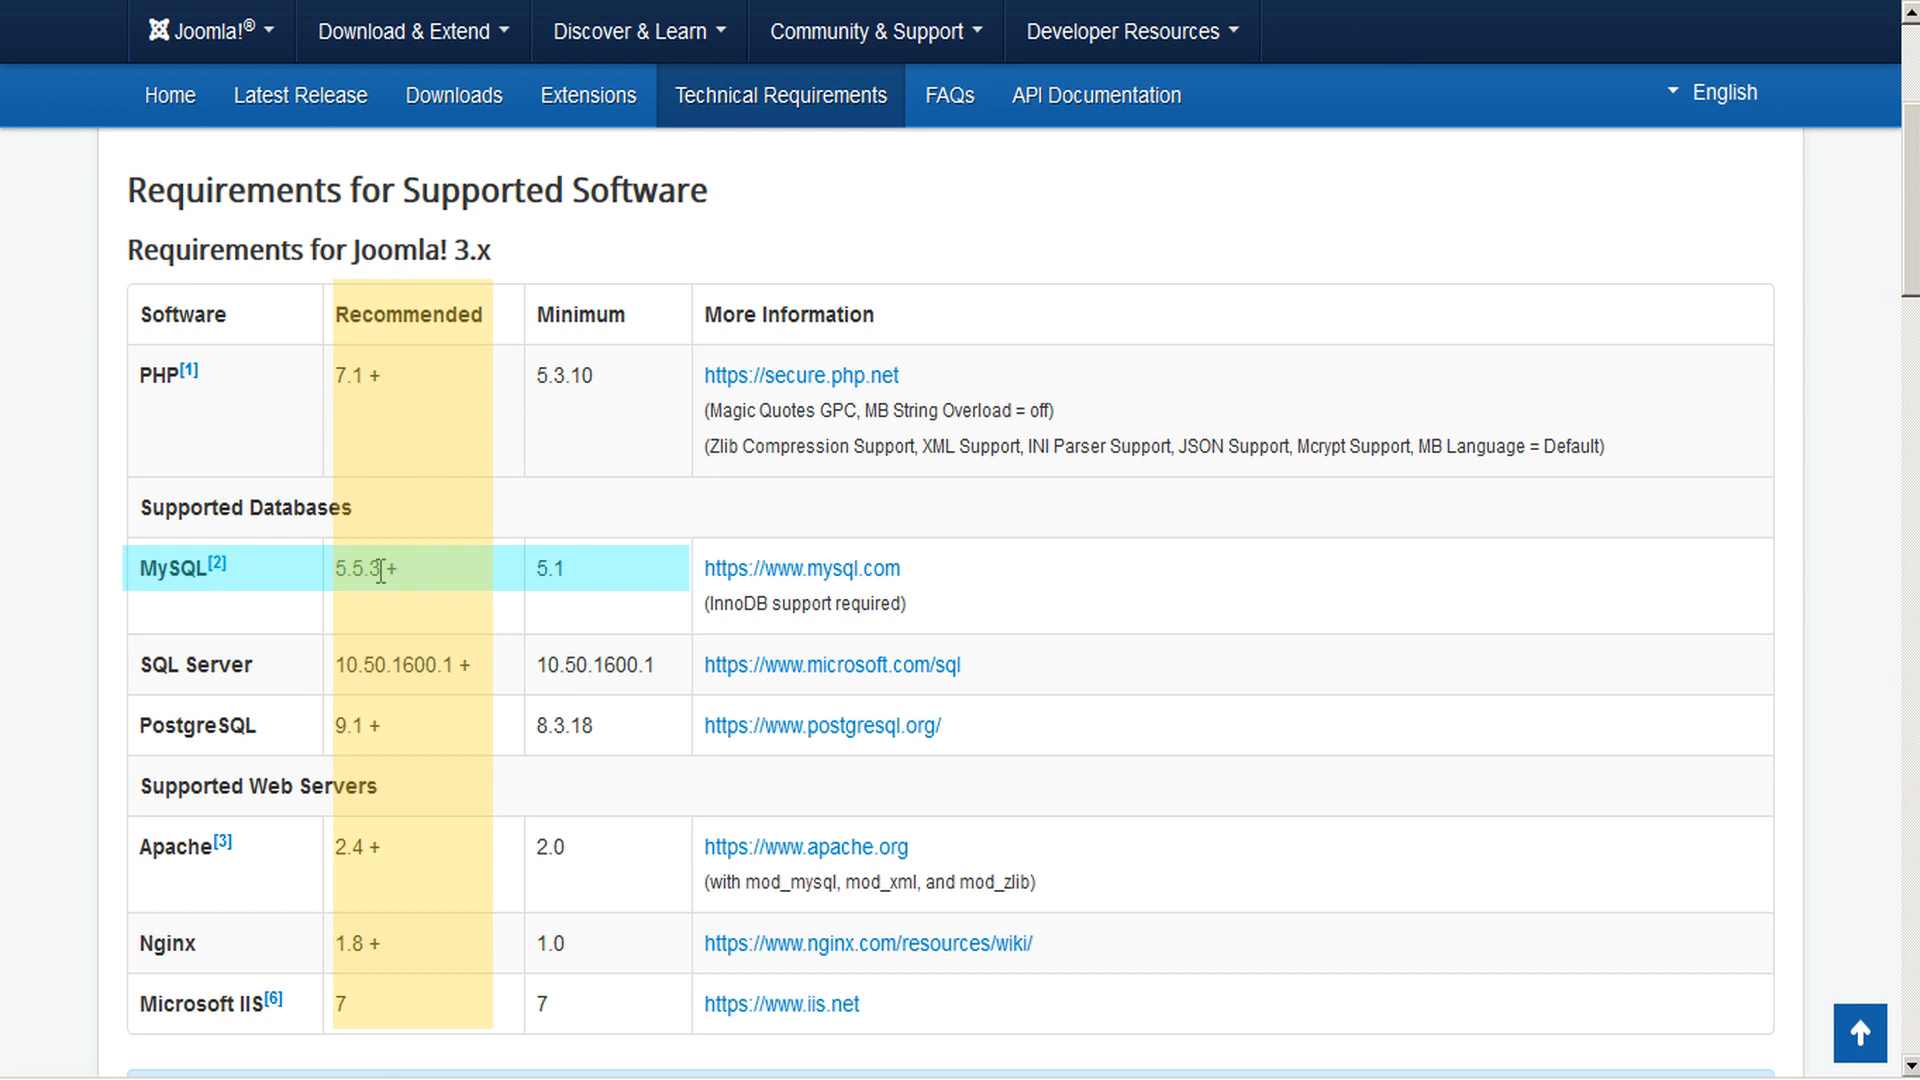 Joomla!® Download & Extend Discover & Learn Community & Support Developer Resources
Home Latest Release Downloads Extensions Technical Requirements FAQs API Documentation English
Requirements for Supported Software
Requirements for Joomla! 3.x
Software Recommended Minimum More Information
PHP[1] 7.1 + 5.3.10 https://secure.php.net
(Magic Quotes GPC, MB String Overload = off)
(Zlib Compression Support, XML Support, INI Parser Support, JSON Support, Mcrypt Support, MB Language = Default)
Supported Databases
MySQL[2] 5.5.3 + 5.1 https://www.mysql.com
(InnoDB support required)
SQL Server 10.50.1600.1 + 10.50.1600.1 https://www.microsoft.com/sql
PostgreSQL 9.1 + 8.3.18 https://www.postgresql.org/
Supported Web Servers
Apache[3] 2.4 + 2.0 https://www.apache.org
(with mod_mysql, mod_xml, and mod_zlib)
Nginx 1.8 + 1.0 https://www.nginx.com/resources/wiki/
Microsoft IIS[6] 7 7 https://www.iis.net